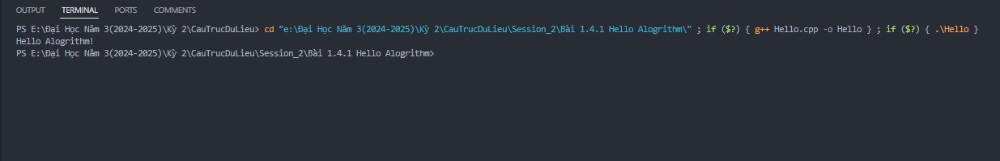 OUTPUT TERMINAL PORTS COMMENTS
PS E:\Đại Học Năm 3(2024-2025)\Kỳ 2\CauTrucDuLieu> cd "e:\Đại Học Năm 3(2024-2025)\Kỳ 2\CauTrucDuLieu\Session_2\Bài 1.4.1 Hello Alogrithm\" ; if ($?) { g++ Hello.cpp -o Hello } ; if ($?) { .\Hello }
Hello Alogrithm!
PS E:\Đại Học Năm 3(2024-2025)\Kỳ 2\CauTrucDuLieu\Session_2\Bài 1.4.1 Hello Alogrithm>